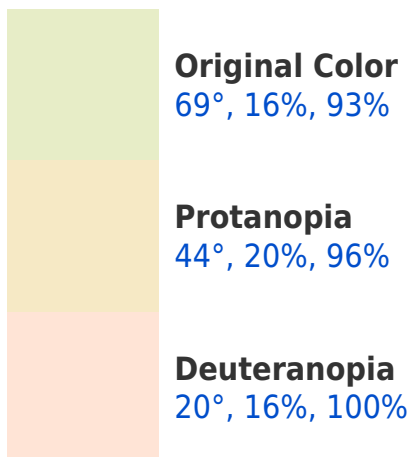 Original Color
69°, 16%, 93%
Protanopia
44°, 20%, 96%
Deuteranopia
20°, 16%, 100%